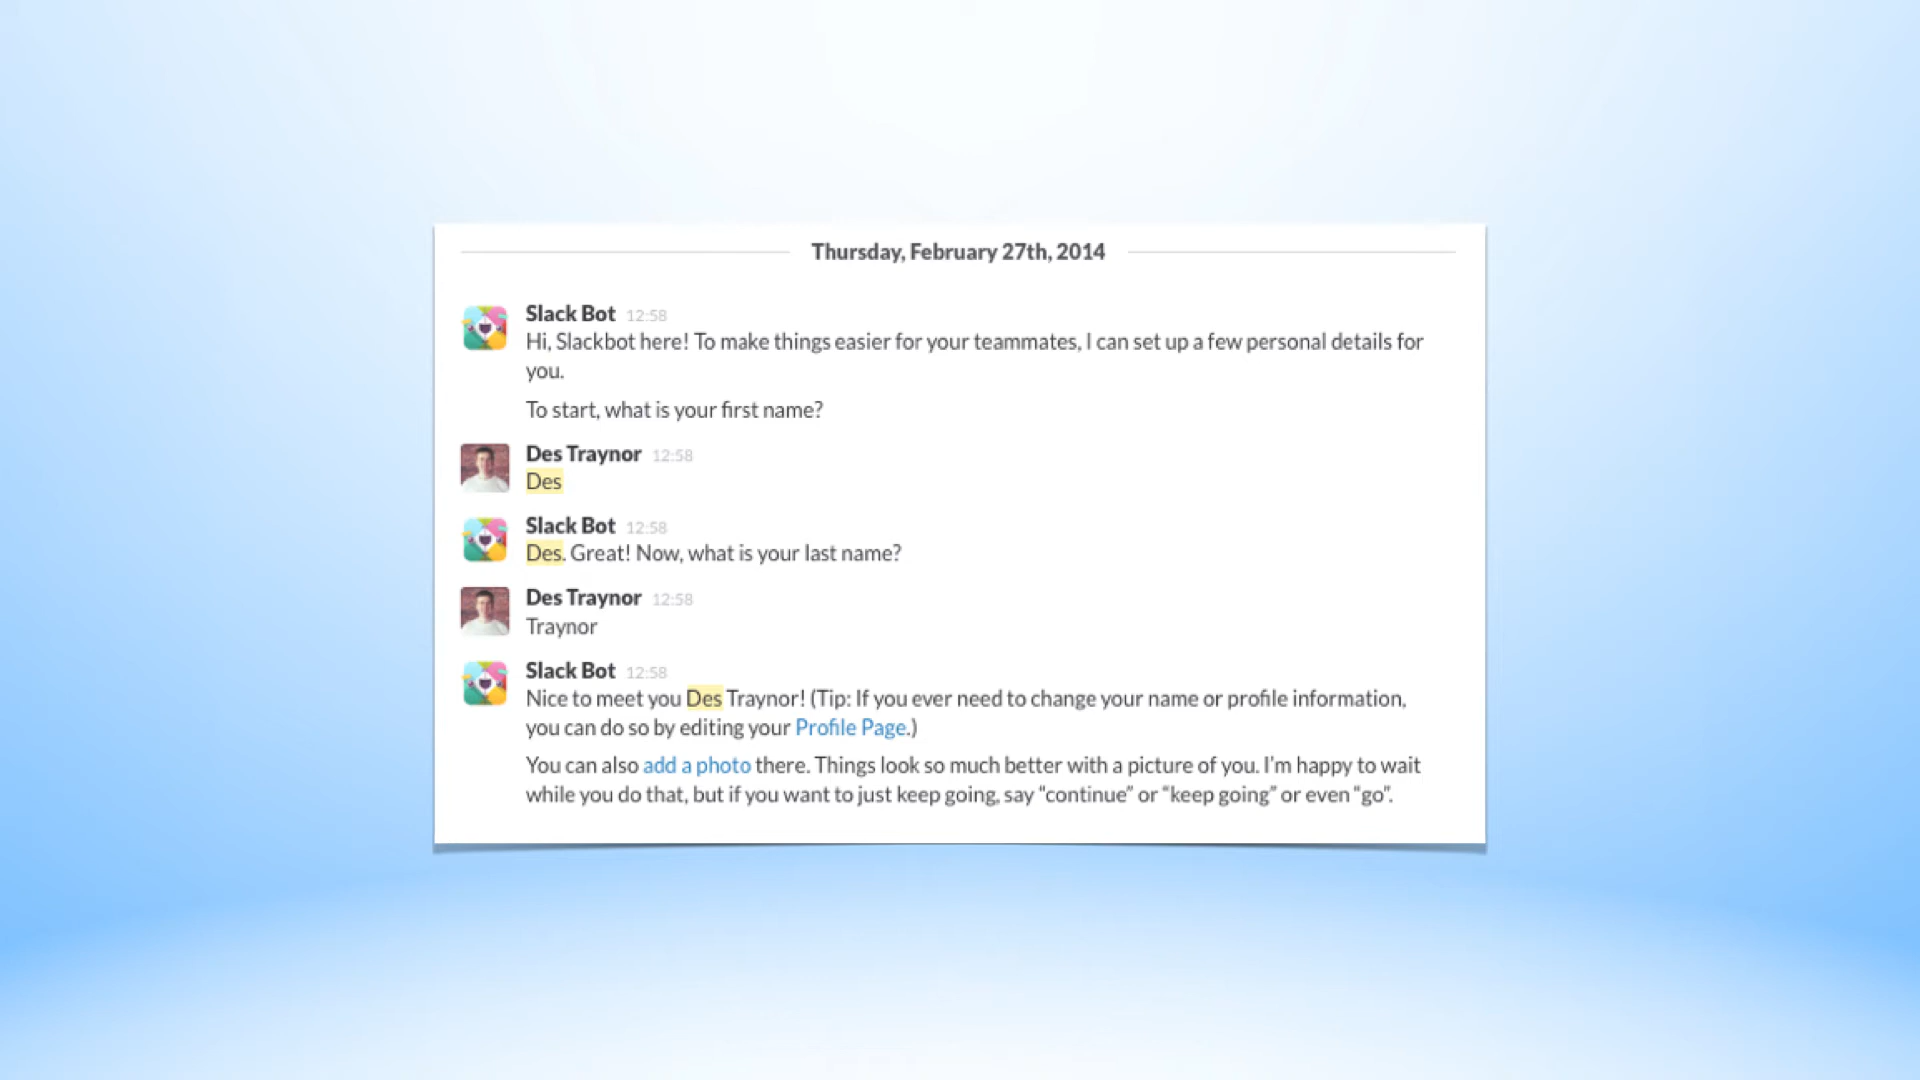 Thursday, February 27th, 2014
Slack Bot 12:58
Hi, Slackbot here! To make things easier for your teammates, I can set up a few personal details for
you.
To start, what is your first name?
Des Traynor 12:58
Des
Slack Bot 12:58
Des. Great! Now, what is your last name?
Des Traynor 12:58
Traynor
Slack Bot 12:58
Nice to meet you Des Traynor! (Tip: If you ever need to change your name or profile information,
you can do so by editing your Profile Page.)
You can also add a photo there. Things look so much better with a picture of you. I’m happy to wait
while you do that, but if you want to just keep going, say “continue” or “keep going” or even “go”.